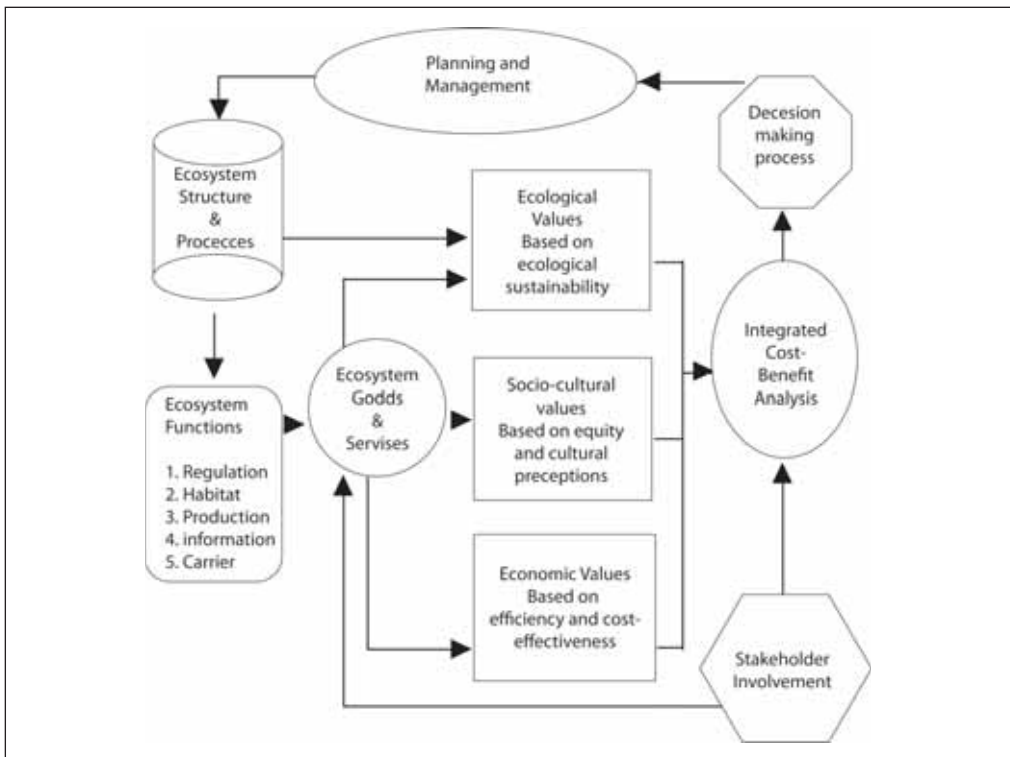 Planning and
Management
Decesion
making
process
Ecosystem
Structure
&
Procecces
Ecological
Values
Based on
ecological
sustainability
Integrated
Cost-
Benefit
Analysis
Ecosystem
Functions
1. Regulation
2. Habitat
3. Production
4. information
5. Carrier
Ecosystem
Godds
&
Servises
Socio-cultural
values
Based on equity
and cultural
preceptions
Economic Values
Based on
efficiency and cost-
effectiveness
Stakeholder
Involvement